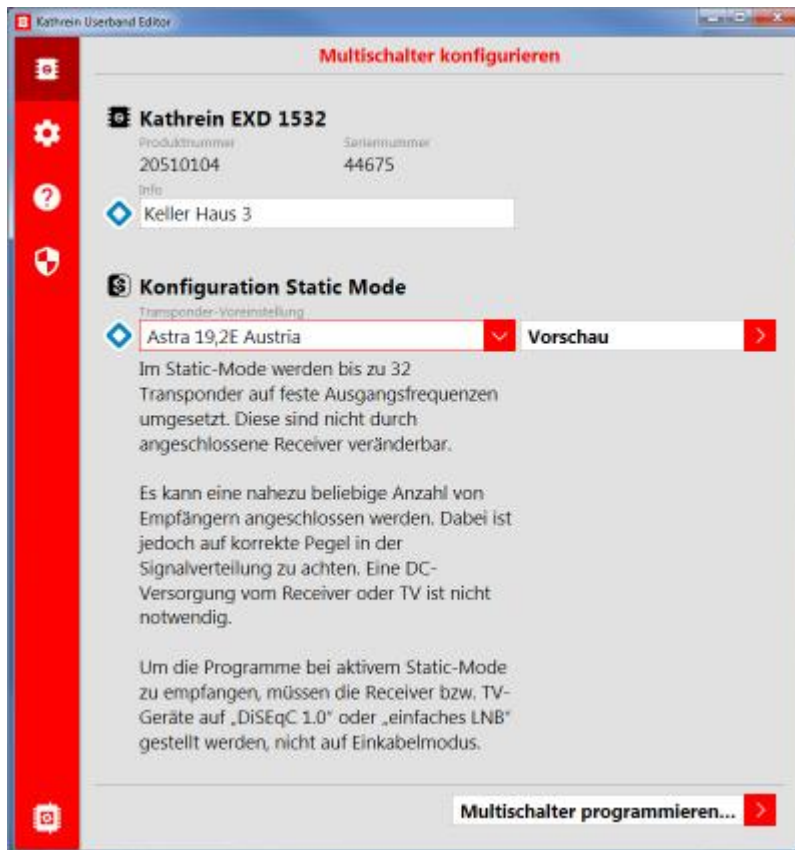 Kathrein Userband Editor
Multischalter konfigurieren
Kathrein EXD 1532
Produktnummer Seriennummer
20510104 44675
Info
Keller Haus 3
Konfiguration Static Mode
Transponder-Voreinstellung
Astra 19,2E Austria Vorschau
Im Static-Mode werden bis zu 32
Transponder auf feste Ausgangsfrequenzen
umgesetzt. Diese sind nicht durch
angeschlossene Receiver veränderbar.
Es kann eine nahezu beliebige Anzahl von
Empfängern angeschlossen werden. Dabei ist
jedoch auf korrekte Pegel in der
Signalverteilung zu achten. Eine DC-
Versorgung vom Receiver oder TV ist nicht
notwendig.
Um die Programme bei aktivem Static-Mode
zu empfangen, müssen die Receiver bzw. TV-
Geräte auf „DiSEqC 1.0“ oder „einfaches LNB“
gestellt werden, nicht auf Einkabelmodus.
Multischalter programmieren...